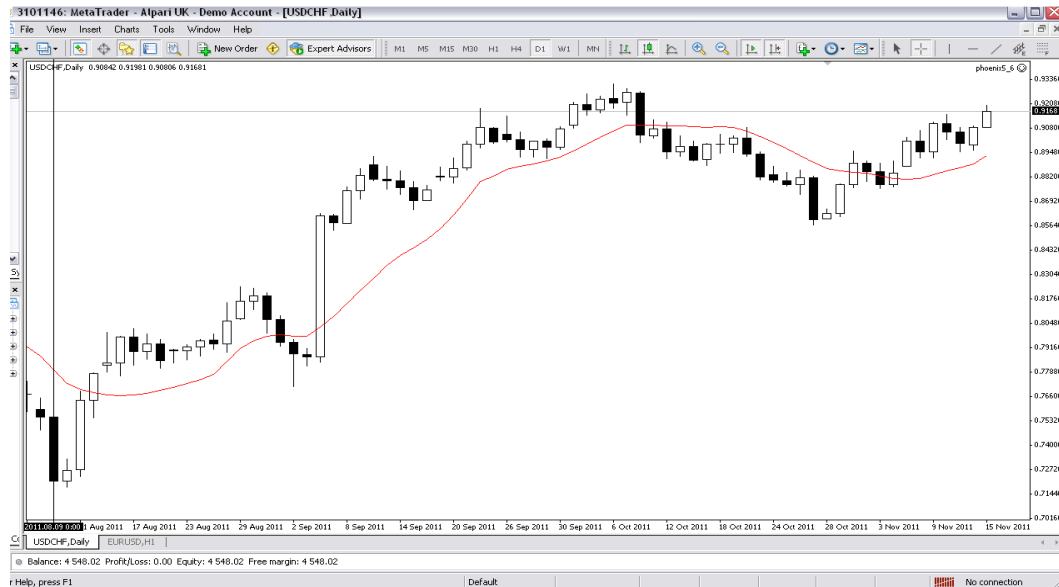 3101146: MetaTrader - Alpari UK - Demo Account - [USDCHF,Daily]
File View Insert Charts Tools Window Help
New Order Expert Advisors M1 M5 M15 M30 H1 H4 D1 W1 MN
USDCHF,Daily 0.90842 0.91981 0.90806 0.91681
phoenix5_6
0.93360
0.92080
0.9168
0.90800
0.89480
0.88200
0.86920
0.85640
0.84320
0.83040
0.81760
0.80480
0.79160
0.77880
0.76600
0.75320
0.74000
0.72720
0.71440
0.70160
2011.08.09 0:00 1 Aug 2011 17 Aug 2011 23 Aug 2011 29 Aug 2011 2 Sep 2011 8 Sep 2011 14 Sep 2011 20 Sep 2011 26 Sep 2011 30 Sep 2011 6 Oct 2011 12 Oct 2011 18 Oct 2011 24 Oct 2011 28 Oct 2011 3 Nov 2011 9 Nov 2011 15 Nov 2011
USDCHF,Daily EURUSD,H1
Balance: 4 548.02 Profit/Loss: 0.00 Equity: 4 548.02 Free margin: 4 548.02
r Help, press F1 Default No connection